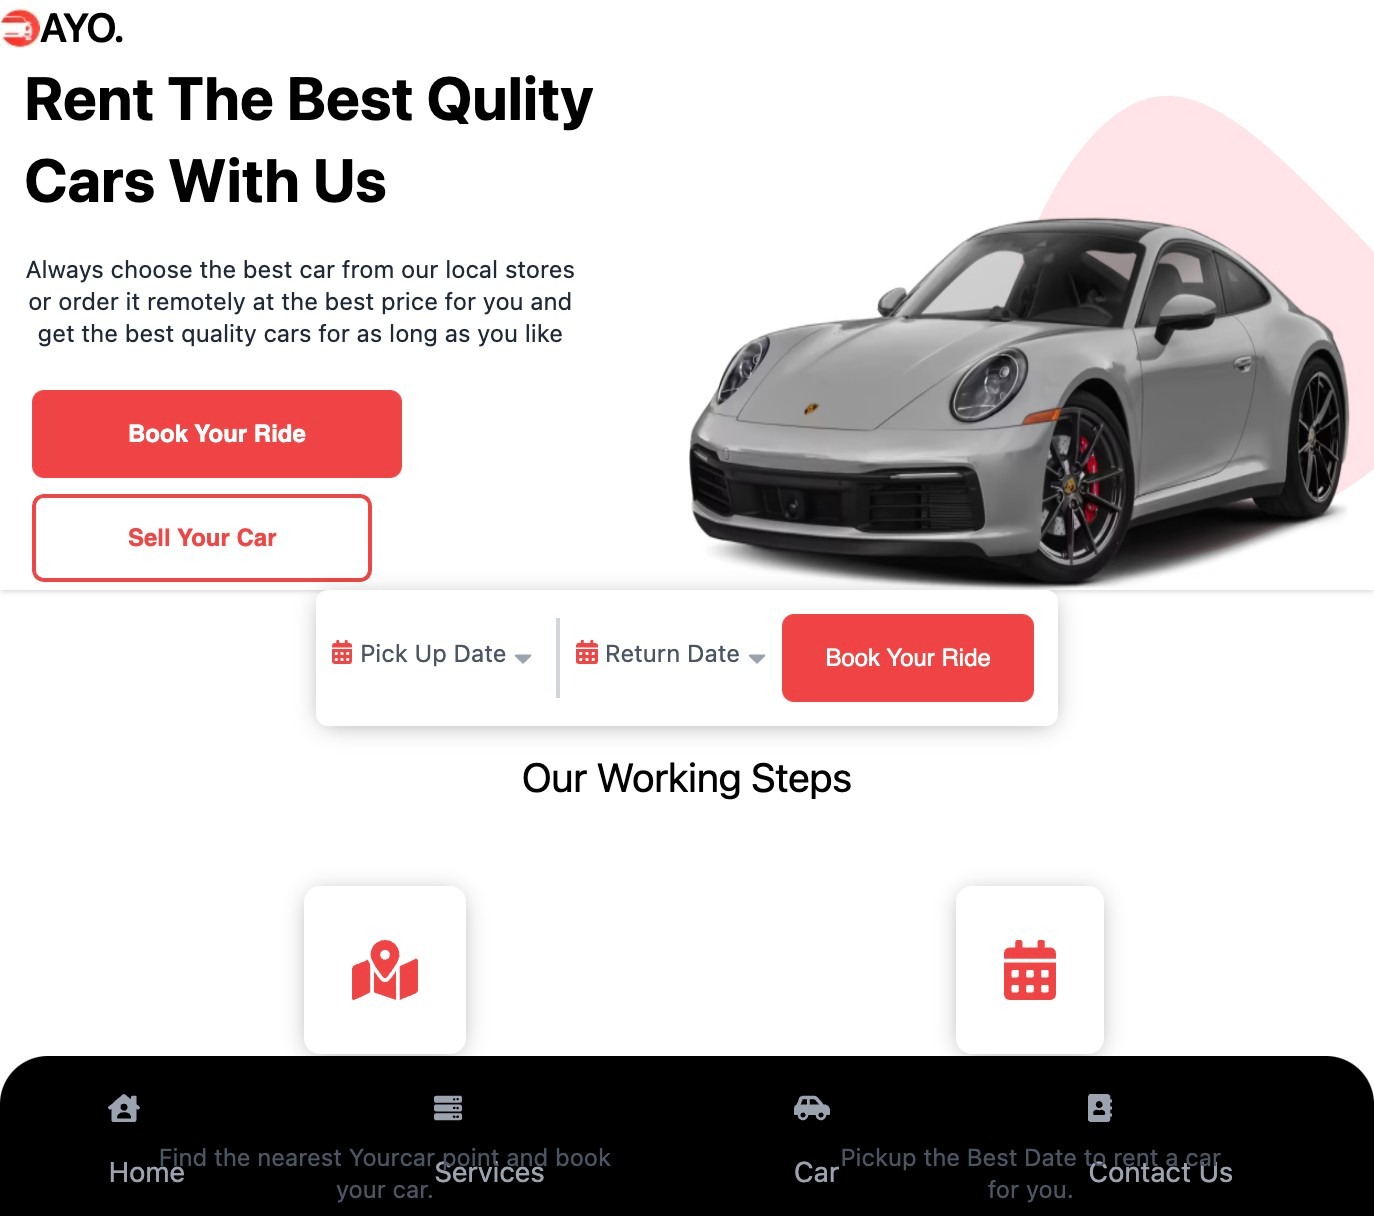 AYO.
Rent The Best Qulity
Cars With Us
Always choose the best car from our local stores
or order it remotely at the best price for you and
get the best quality cars for as long as you like
Book Your Ride
Sell Your Car
Pick Up Date
Return Date
Book Your Ride
Our Working Steps
Find the nearest Yourcar point and book
your car.
Pickup the Best Date to rent a car
for you.
Home
Services
Car
Contact Us